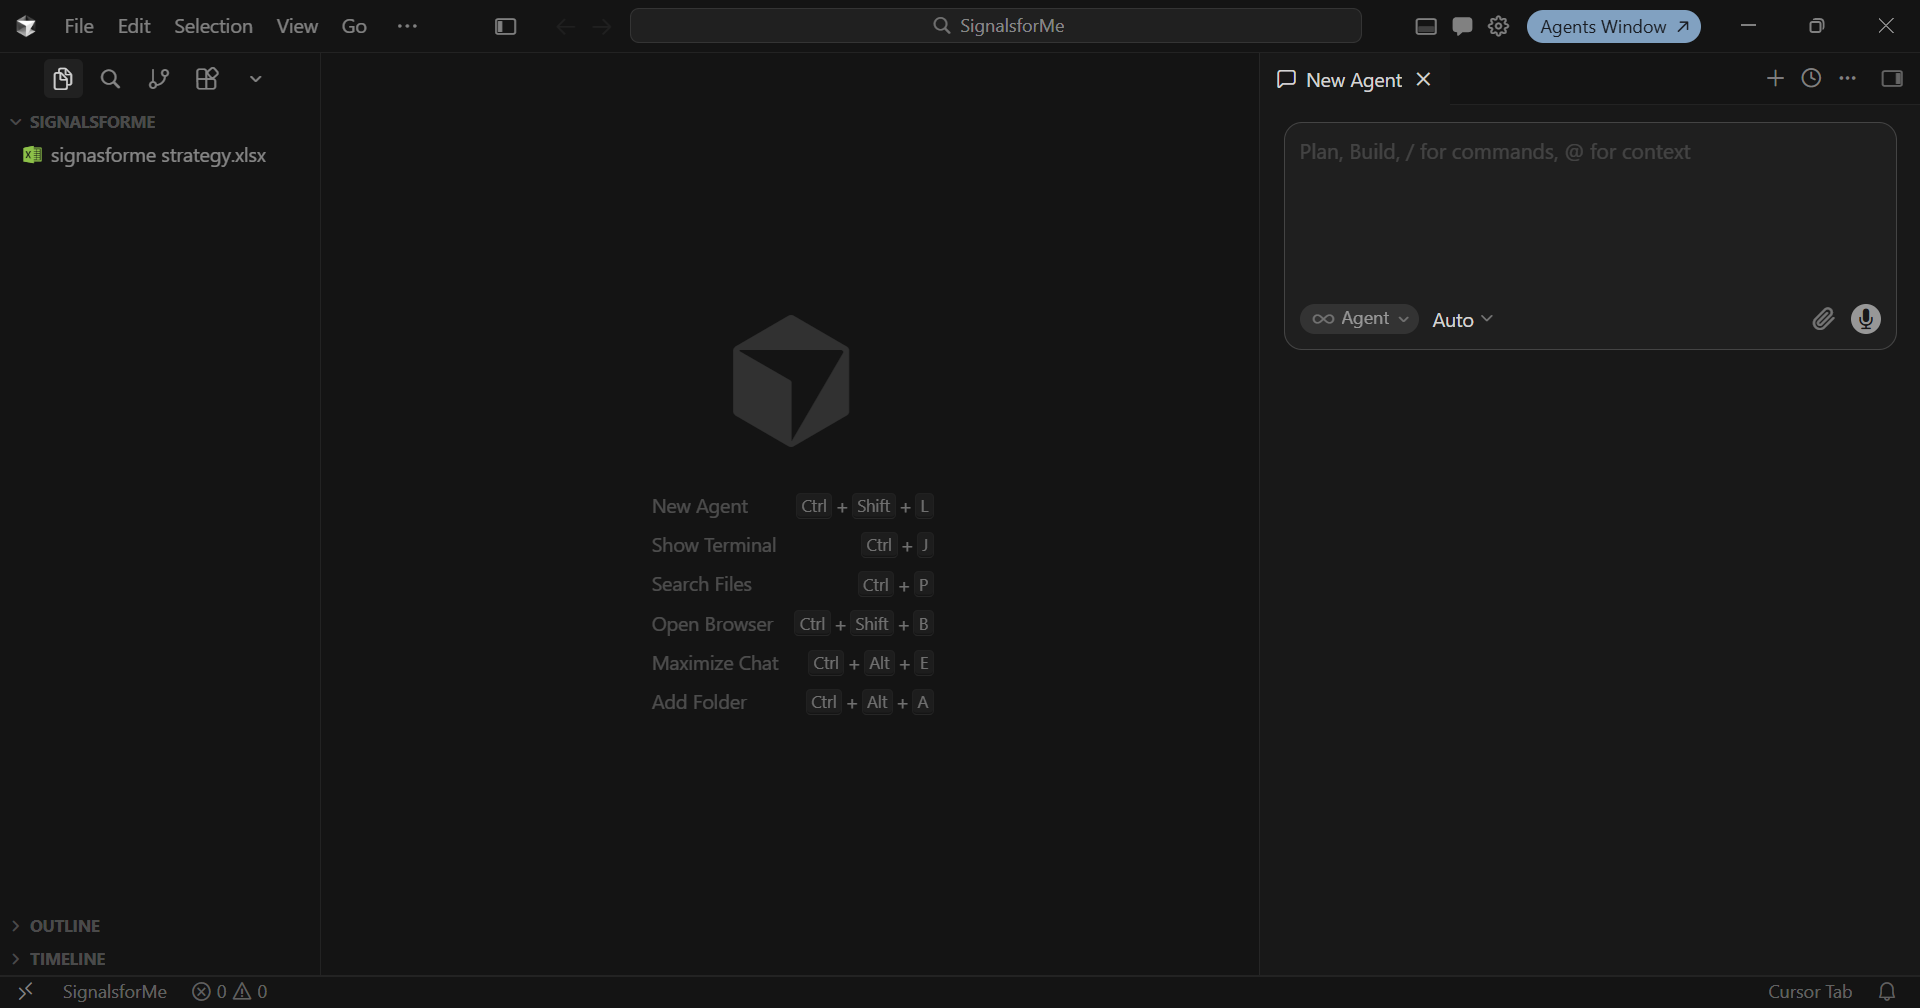 File Edit Selection View Go ···
SignalsforMe
Agents Window
SIGNALSFORME
signasforme strategy.xlsx
New Agent Ctrl + Shift + L
Show Terminal Ctrl + J
Search Files Ctrl + P
Open Browser Ctrl + Shift + B
Maximize Chat Ctrl + Alt + E
Add Folder Ctrl + Alt + A
New Agent
Plan, Build, / for commands, @ for context
Agent Auto
OUTLINE
TIMELINE
SignalsforMe 0 0
Cursor Tab